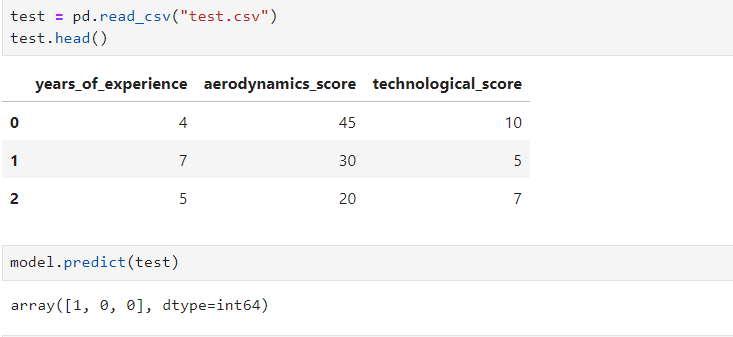 test = pd.read_csv("test.csv")
test.head()
years_of_experience aerodynamics_score technological_score
0 4 45 10
1 7 30 5
2 5 20 7
model.predict(test)
array([1, 0, 0], dtype=int64)